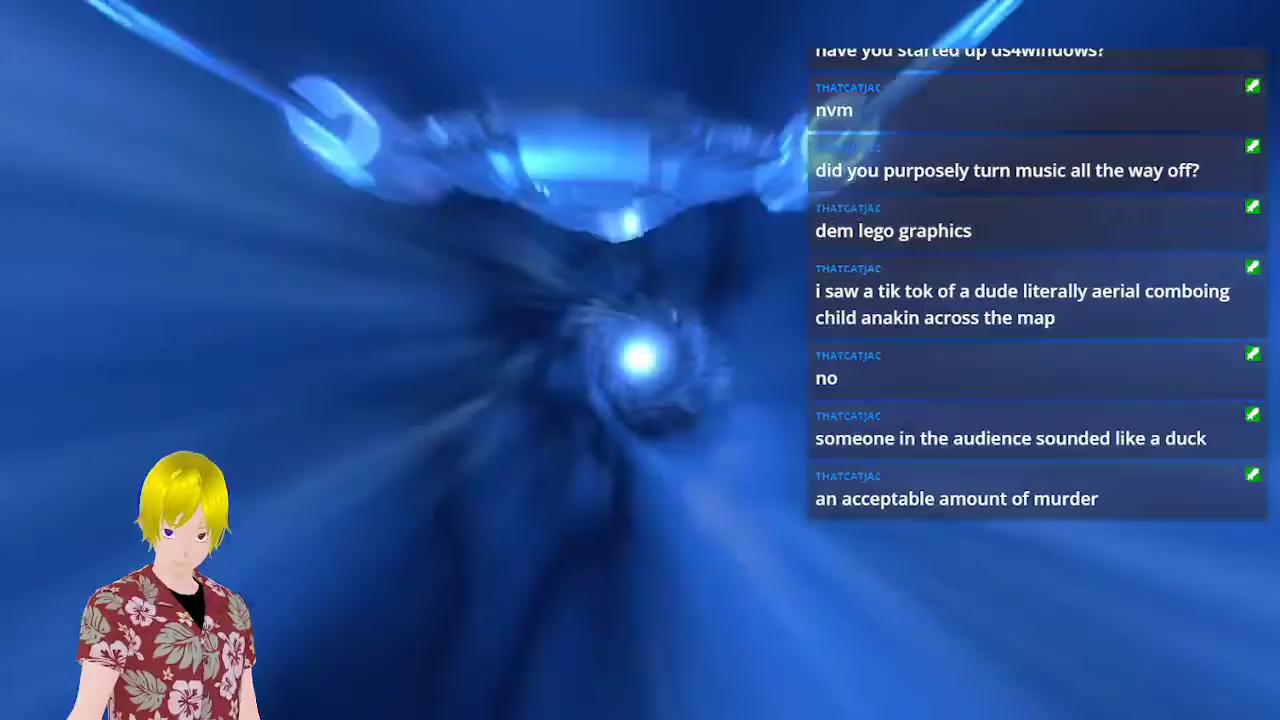 have you started up ds4windows?
THATCATJAC
nvm
THATCATJAC
did you purposely turn music all the way off?
THATCATJAC
dem lego graphics
THATCATJAC
i saw a tik tok of a dude literally aerial comboing
child anakin across the map
THATCATJAC
no
THATCATJAC
someone in the audience sounded like a duck
THATCATJAC
an acceptable amount of murder